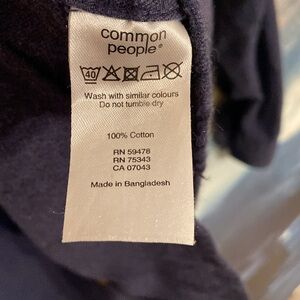 common
people®
40
Wash with similar colours
Do not tumble dry
100% Cotton
RN 59478
RN 75343
CA 07043
Made in Bangladesh